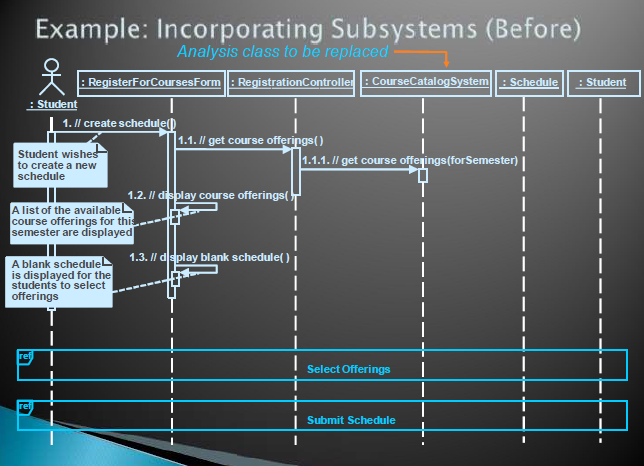 Example: Incorporating Subsystems (Before)
Analysis class to be replaced
: Student
: RegisterForCoursesForm
: RegistrationController
: CourseCatalogSystem
: Schedule
: Student
1. // create schedule( )
1.1. // get course offerings( )
Student wishes
to create a new
schedule
1.1.1. // get course offerings(forSemester)
1.2. // display course offerings( )
A list of the available
course offerings for this
semester are displayed
1.3. // display blank schedule( )
A blank schedule
is displayed for the
students to select
offerings
ref
Select Offerings
ref
Submit Schedule